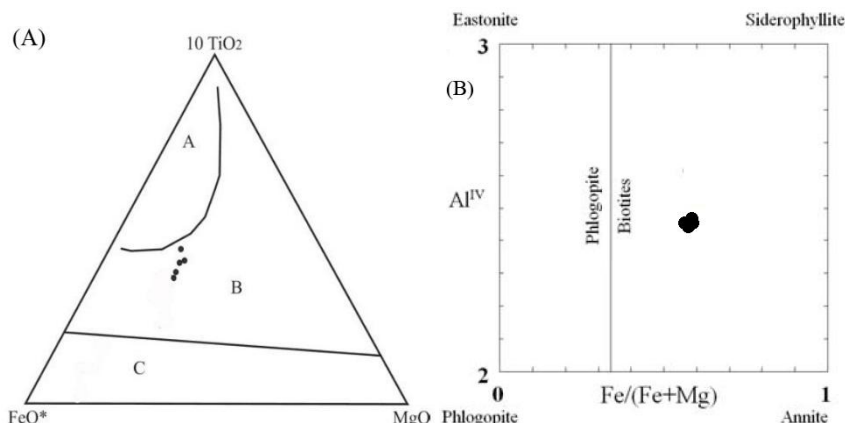 (A)
10 TiO₂
A
B
C
FeO*
MgO
Eastonite
Siderophyllite
(B)
3
Al^IV
Phlogopite
Biotites
2
0
Fe/(Fe+Mg)
1
Phlogopite
Annite